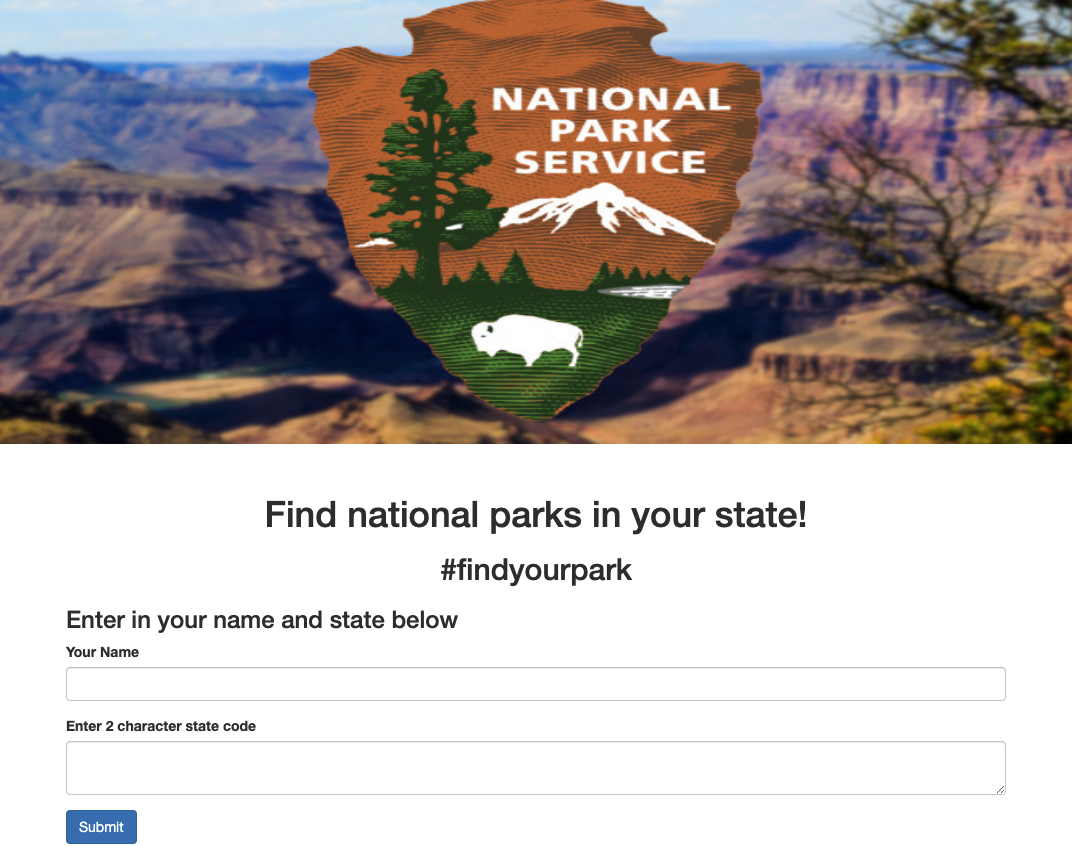 NATIONAL
PARK
SERVICE
Find national parks in your state!
#findyourpark
Enter in your name and state below
Your Name
Enter 2 character state code
Submit